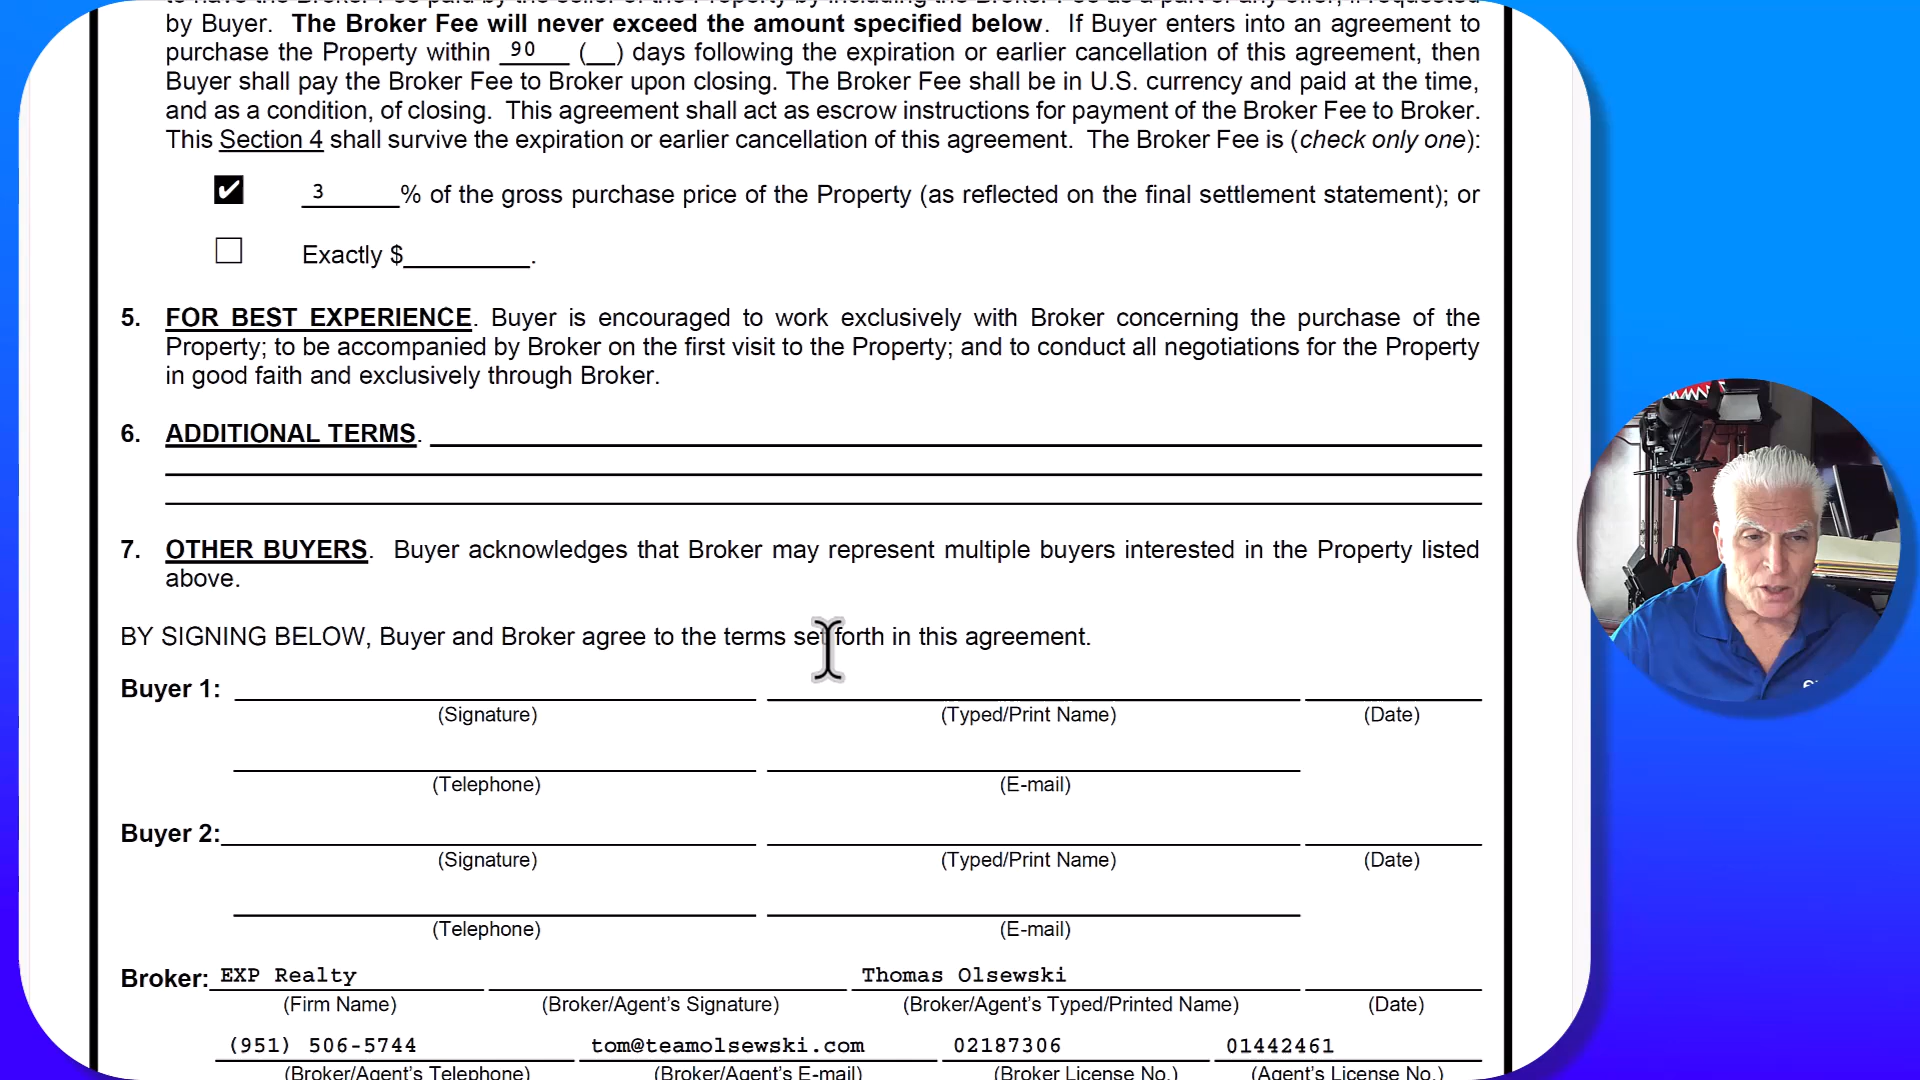 by Buyer. The Broker Fee will never exceed the amount specified below. If Buyer enters into an agreement to
purchase the Property within 90 (__) days following the expiration or earlier cancellation of this agreement, then
Buyer shall pay the Broker Fee to Broker upon closing. The Broker Fee shall be in U.S. currency and paid at the time,
and as a condition, of closing. This agreement shall act as escrow instructions for payment of the Broker Fee to Broker.
This Section 4 shall survive the expiration or earlier cancellation of this agreement. The Broker Fee is (check only one):
3 % of the gross purchase price of the Property (as reflected on the final settlement statement); or
Exactly $__________.
5. FOR BEST EXPERIENCE. Buyer is encouraged to work exclusively with Broker concerning the purchase of the
Property; to be accompanied by Broker on the first visit to the Property; and to conduct all negotiations for the Property
in good faith and exclusively through Broker.
6. ADDITIONAL TERMS.
7. OTHER BUYERS. Buyer acknowledges that Broker may represent multiple buyers interested in the Property listed
above.
BY SIGNING BELOW, Buyer and Broker agree to the terms set forth in this agreement.
Buyer 1:
(Signature) (Typed/Print Name) (Date)
(Telephone) (E-mail)
Buyer 2:
(Signature) (Typed/Print Name) (Date)
(Telephone) (E-mail)
Broker: EXP Realty Thomas Olsewski
(Firm Name) (Broker/Agent's Signature) (Broker/Agent's Typed/Printed Name) (Date)
(951) 506-5744 tom@teamolsewski.com 02187306 01442461
(Broker/Agent's Telephone) (Broker/Agent's E-mail) (Broker License No.) (Agent's License No.)